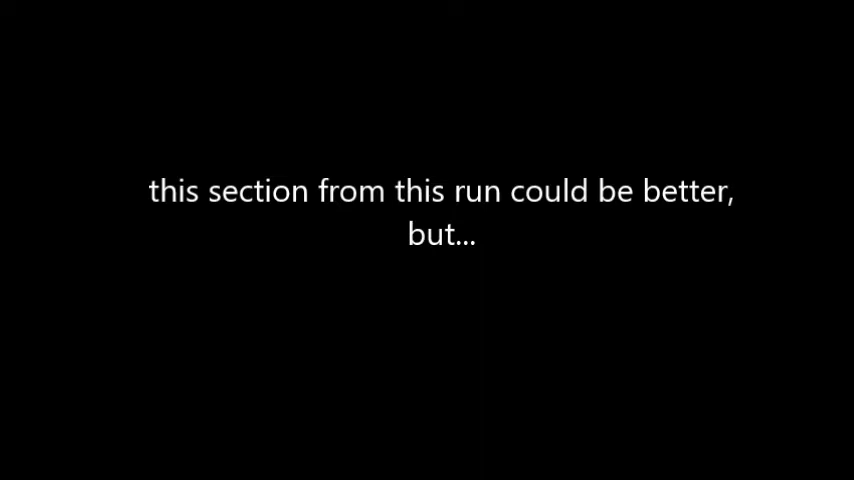 this section from this run could be better,
but...